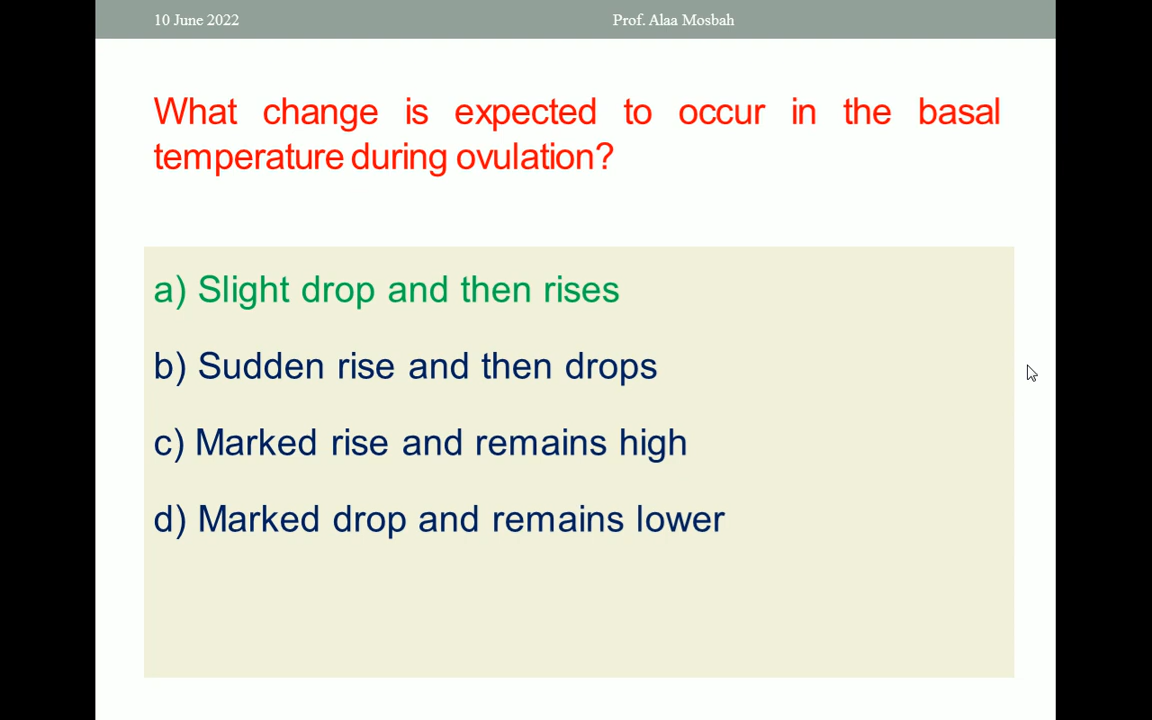 10 June 2022 Prof. Alaa Mosbah
What change is expected to occur in the basal
temperature during ovulation?
a) Slight drop and then rises
b) Sudden rise and then drops
c) Marked rise and remains high
d) Marked drop and remains lower